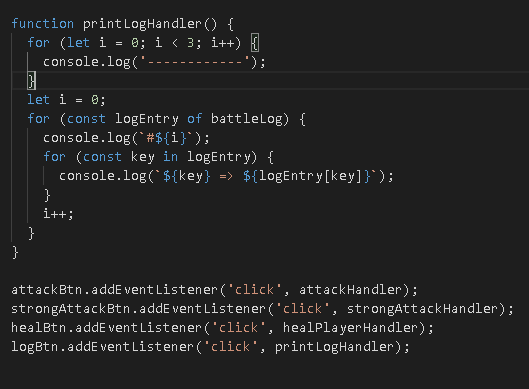 function printLogHandler() {
  for (let i = 0; i < 3; i++) {
    console.log('------------');
  }
  let i = 0;
  for (const logEntry of battleLog) {
    console.log(`#${i}`);
    for (const key in logEntry) {
      console.log(`${key} => ${logEntry[key]}`);
    }
    i++;
  }
}

attackBtn.addEventListener('click', attackHandler);
strongAttackBtn.addEventListener('click', strongAttackHandler);
healBtn.addEventListener('click', healPlayerHandler);
logBtn.addEventListener('click', printLogHandler);